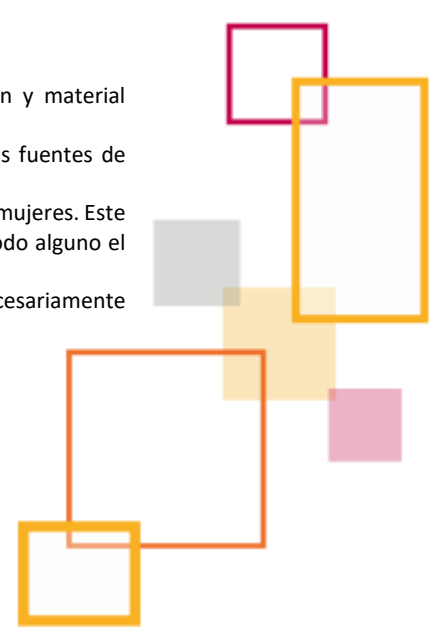 n y material
s fuentes de
mujeres. Este
odo alguno el
cesariamente